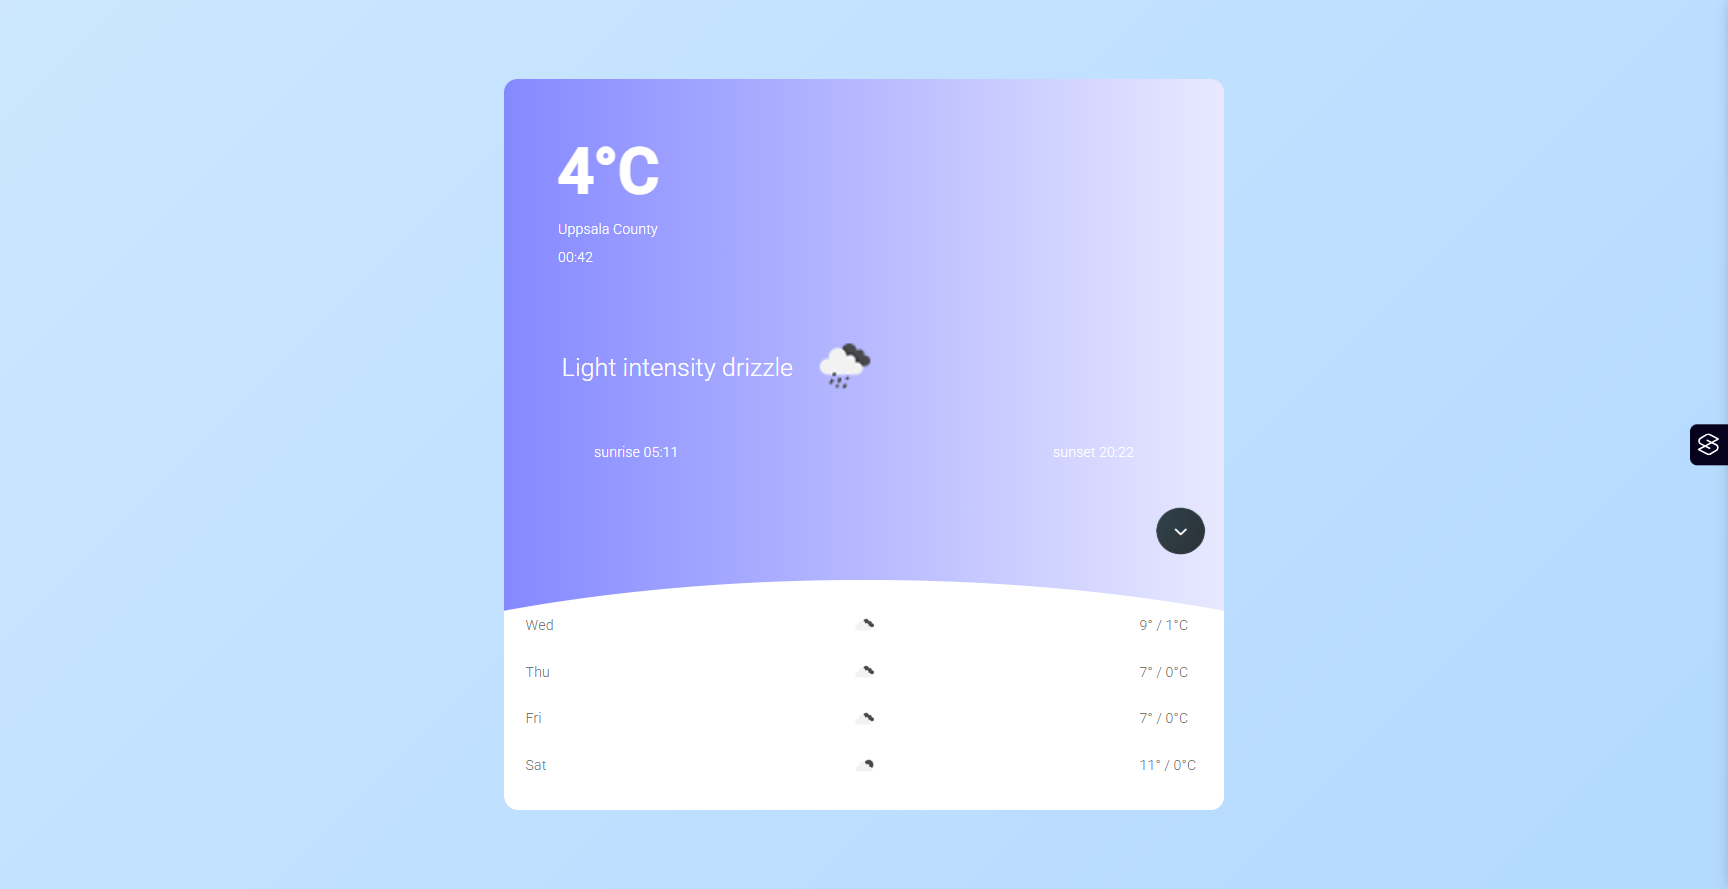 4°C
Uppsala County
00:42
Light intensity drizzle
sunrise 05:11 sunset 20:22
Wed 9° / 1°C
Thu 7° / 0°C
Fri 7° / 0°C
Sat 11° / 0°C